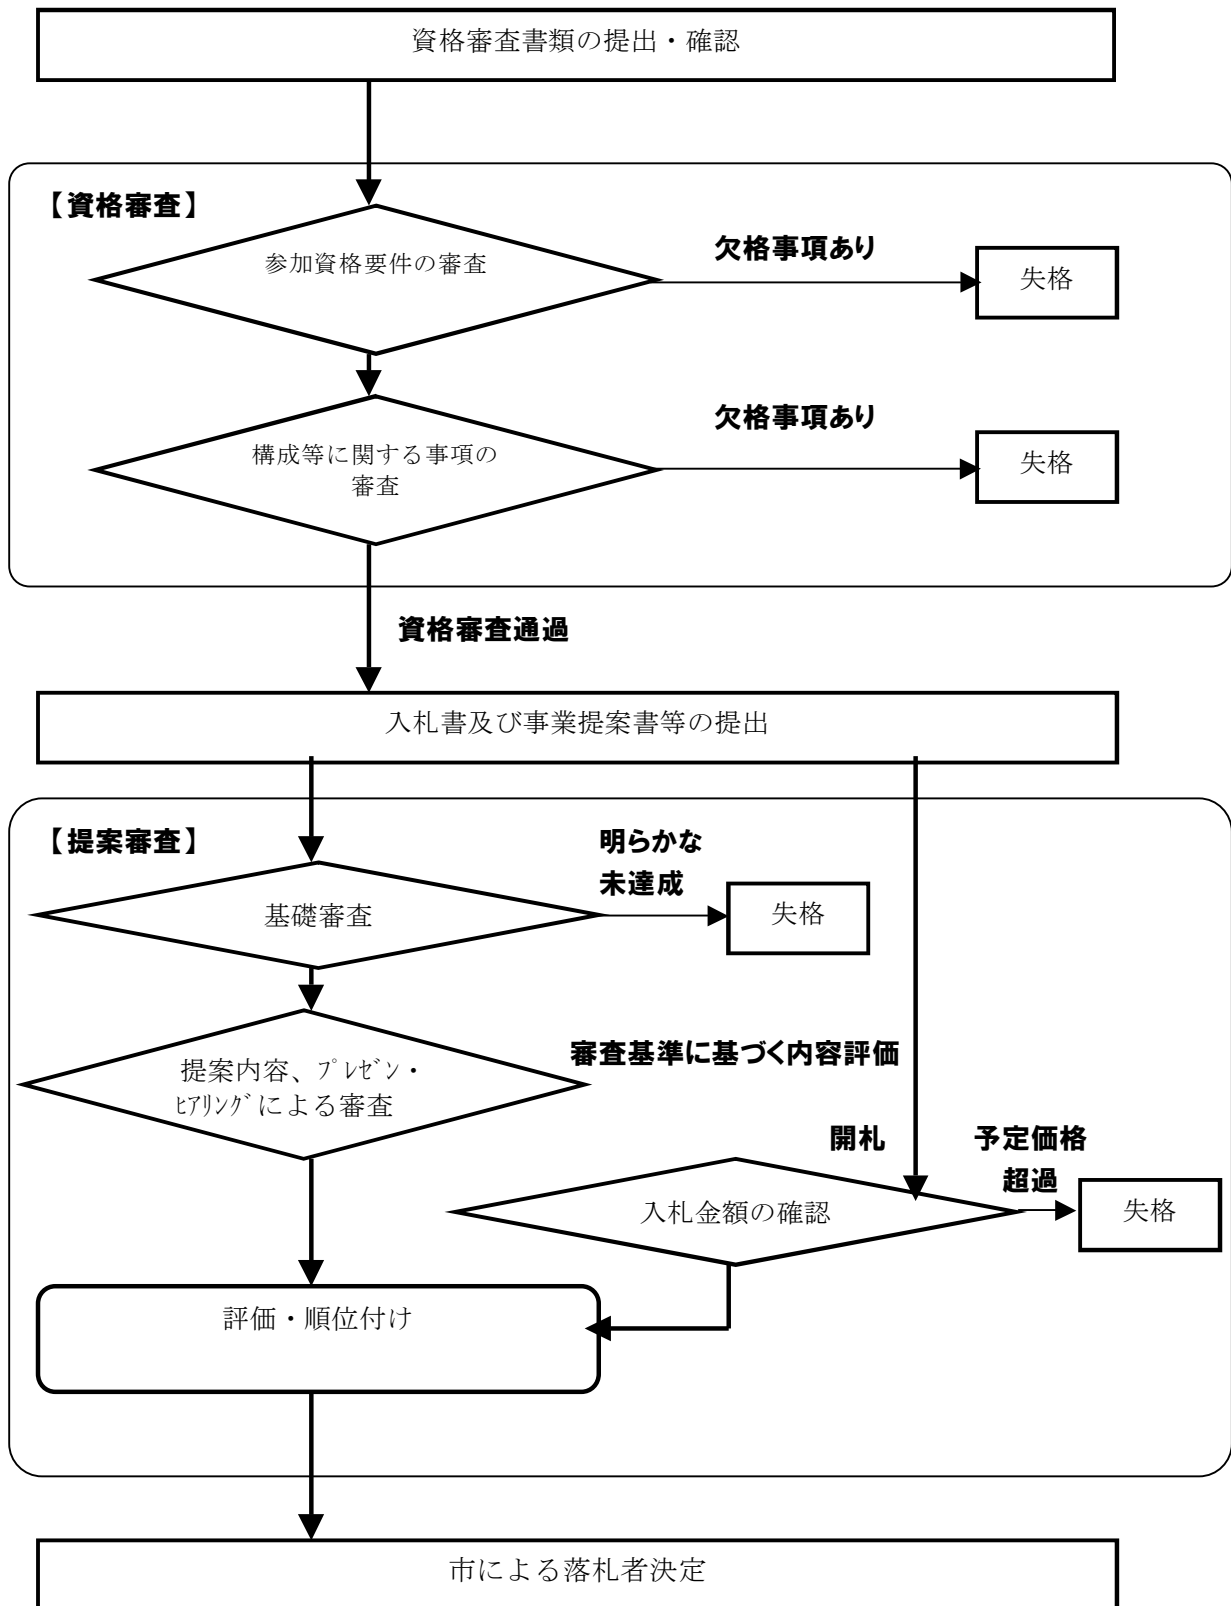 資格審査書類の提出・確認
【資格審査】
参加資格要件の審査
欠格事項あり
失格
構成等に関する事項の
審査
欠格事項あり
失格
資格審査通過
入札書及び事業提案書等の提出
【提案審査】
明らかな
未達成
基礎審査
失格
審査基準に基づく内容評価
提案内容、プレゼン・
ヒアリングによる審査
開札
予定価格
超過
入札金額の確認
失格
評価・順位付け
市による落札者決定